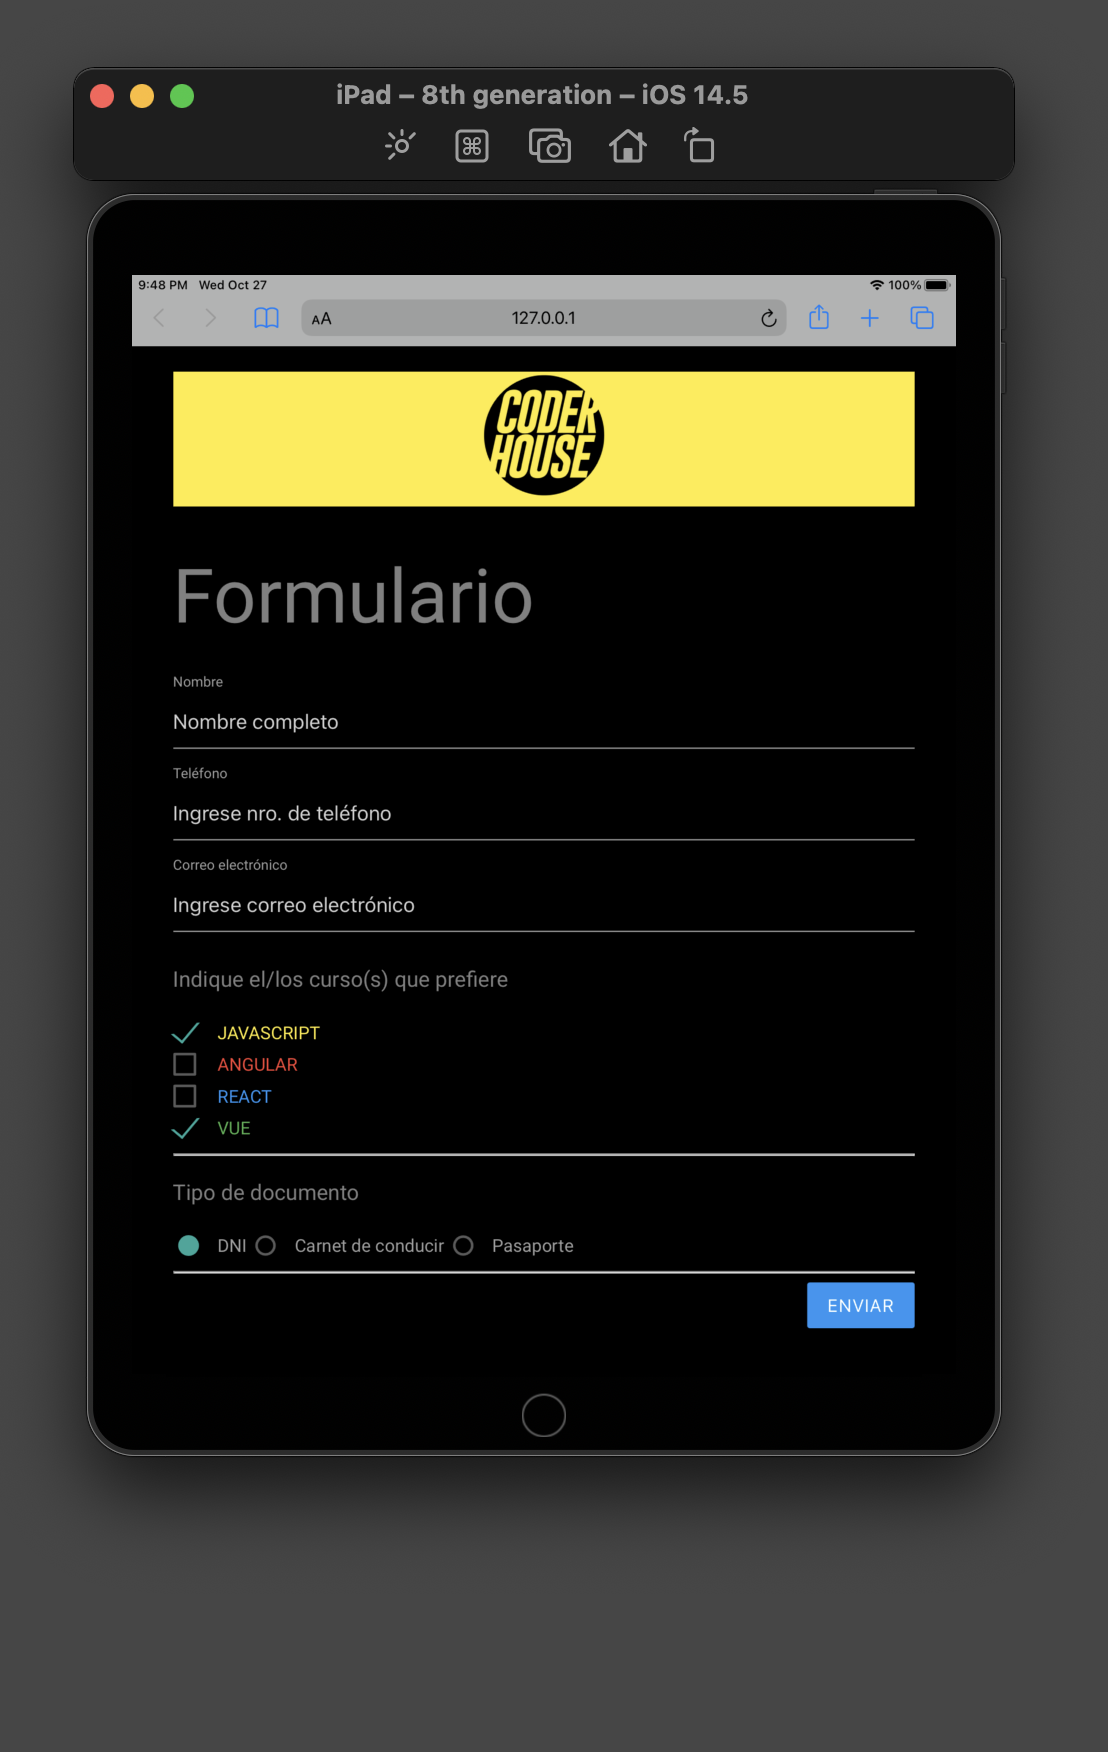 iPad – 8th generation – iOS 14.5
9:48 PM Wed Oct 27
100%
AA
127.0.0.1
CODER
HOUSE
Formulario
Nombre
Nombre completo
Teléfono
Ingrese nro. de teléfono
Correo electrónico
Ingrese correo electrónico
Indique el/los curso(s) que prefiere
JAVASCRIPT
ANGULAR
REACT
VUE
Tipo de documento
DNI Carnet de conducir Pasaporte
ENVIAR